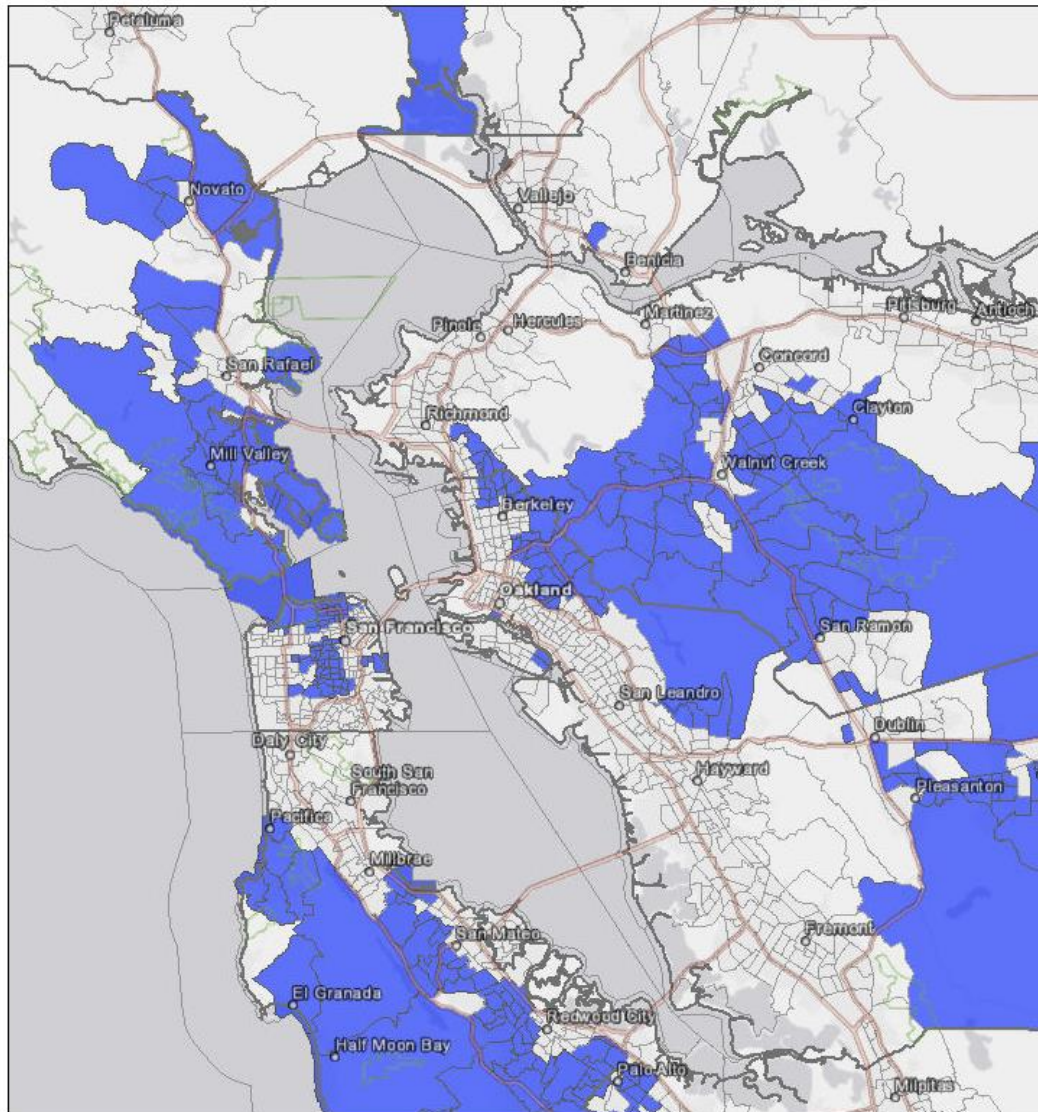 Petaluma
Novato
Vallejo
Benicia
Martinez
Pittsburg
Antioch
Hercules
Pinole
Concord
San Rafael
Richmond
Clayton
Mill Valley
Walnut Creek
Berkeley
Oakland
San Francisco
San Ramon
San Leandro
Dublin
Daly City
Hayward
South San
Francisco
Pleasanton
Pacifica
Millbrae
San Mateo
Fremont
El Granada
Redwood City
Half Moon Bay
Palo Alto
Milpitas